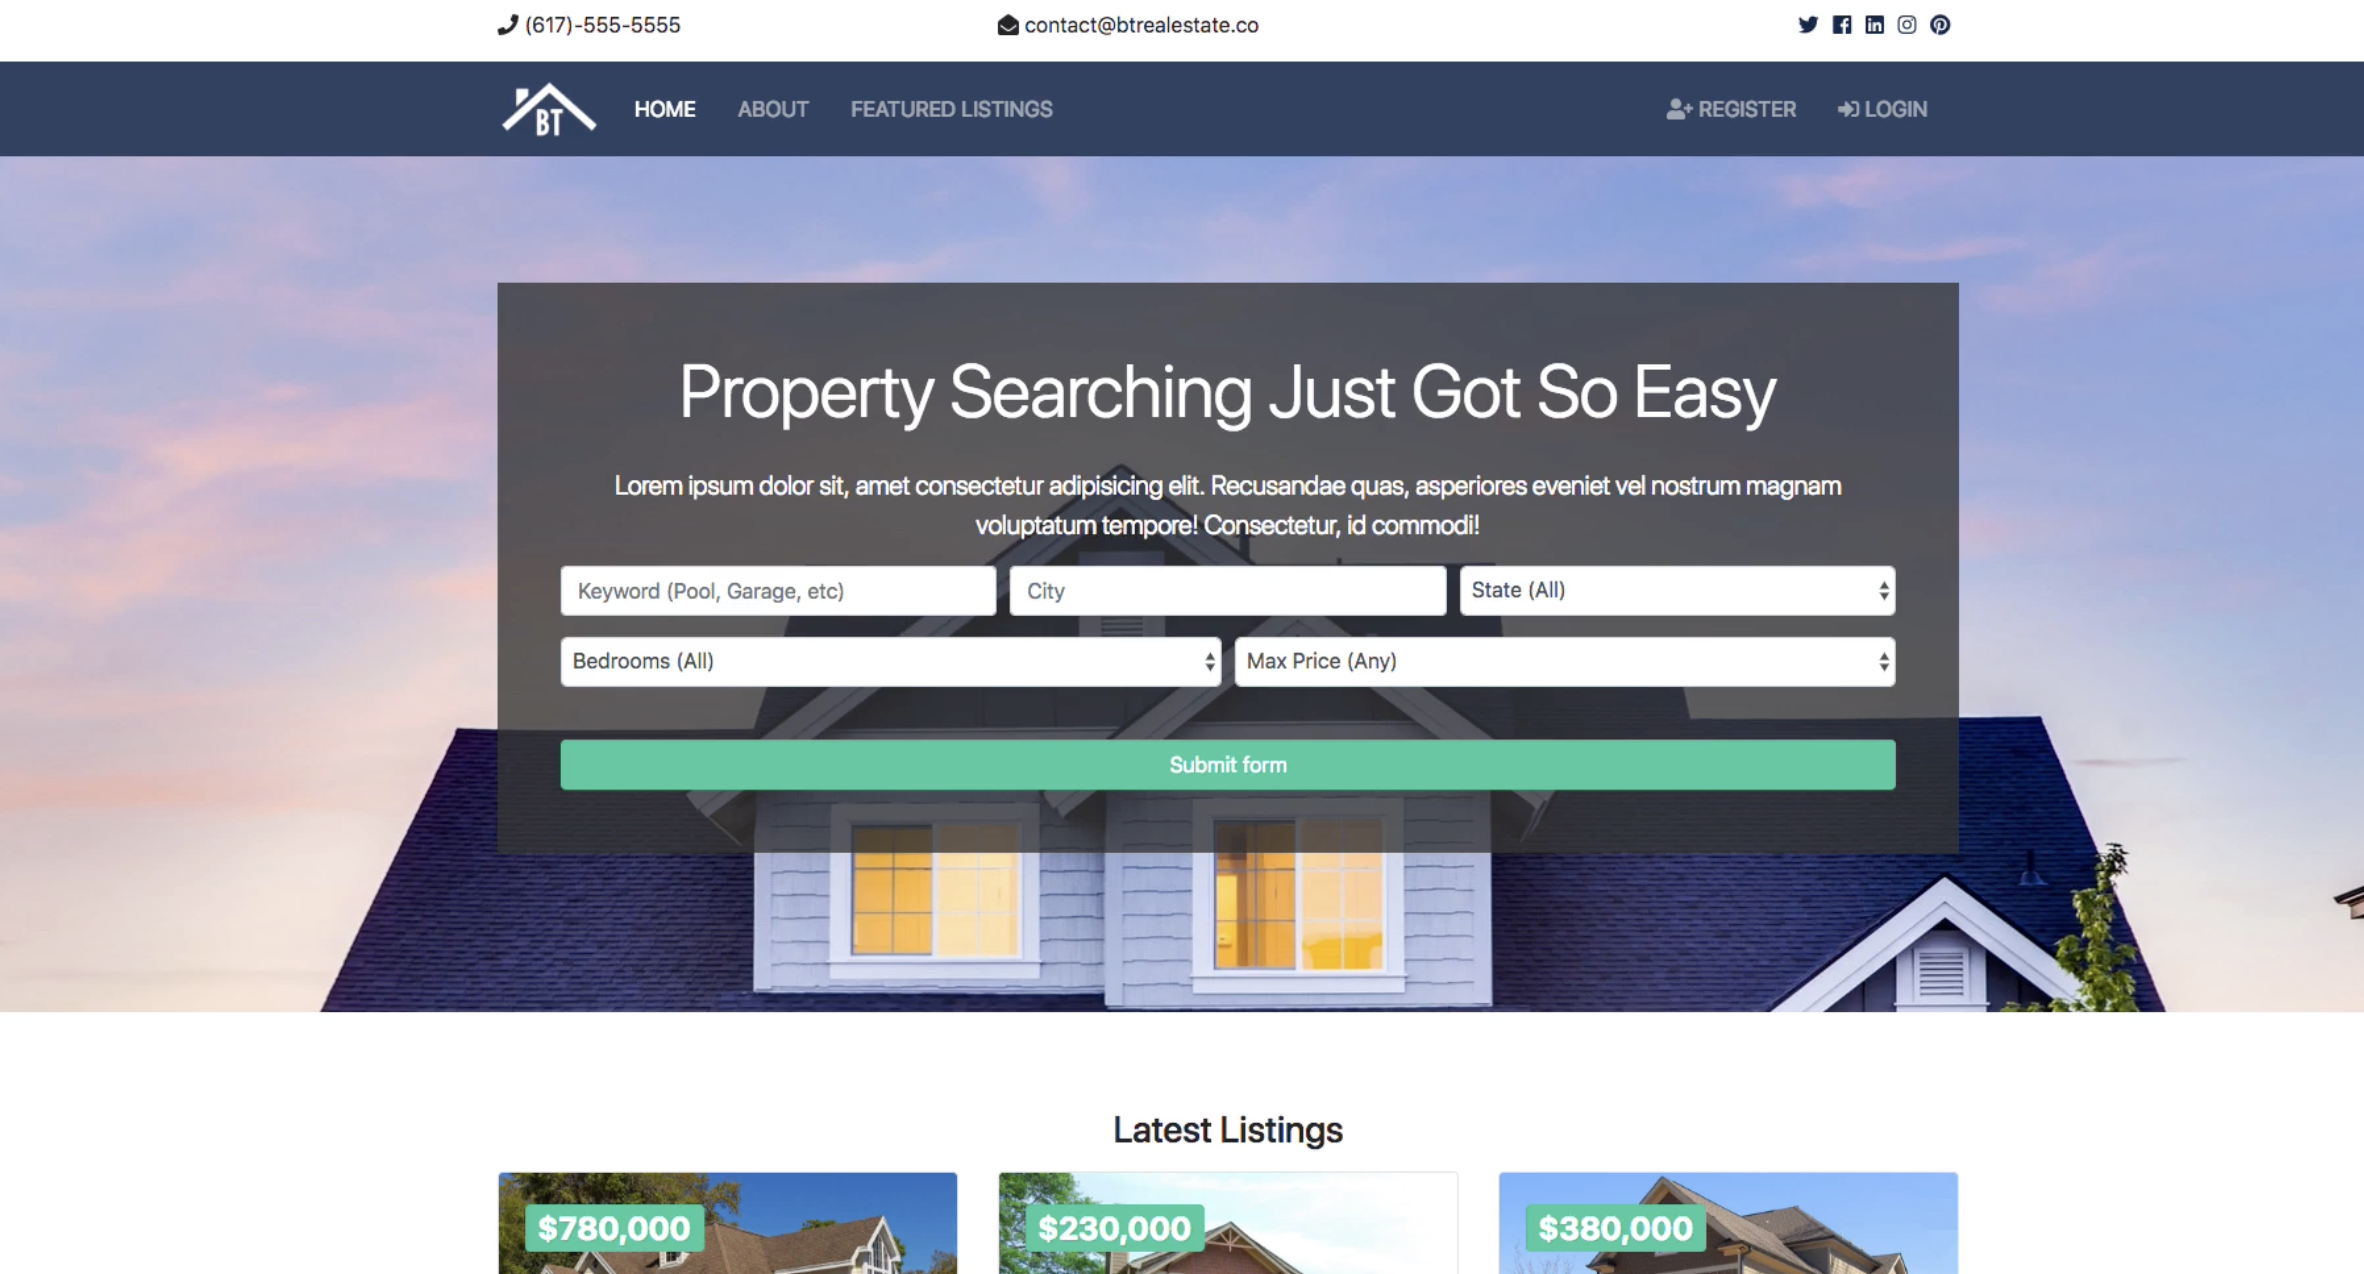 (617)-555-5555
contact@btrealestate.co
BT
HOME
ABOUT
FEATURED LISTINGS
REGISTER
LOGIN
Property Searching Just Got So Easy
Lorem ipsum dolor sit, amet consectetur adipisicing elit. Recusandae quas, asperiores eveniet vel nostrum magnam
voluptatum tempore! Consectetur, id commodi!
Keyword (Pool, Garage, etc)
City
State (All)
Bedrooms (All)
Max Price (Any)
Submit form
Latest Listings
$780,000
$230,000
$380,000